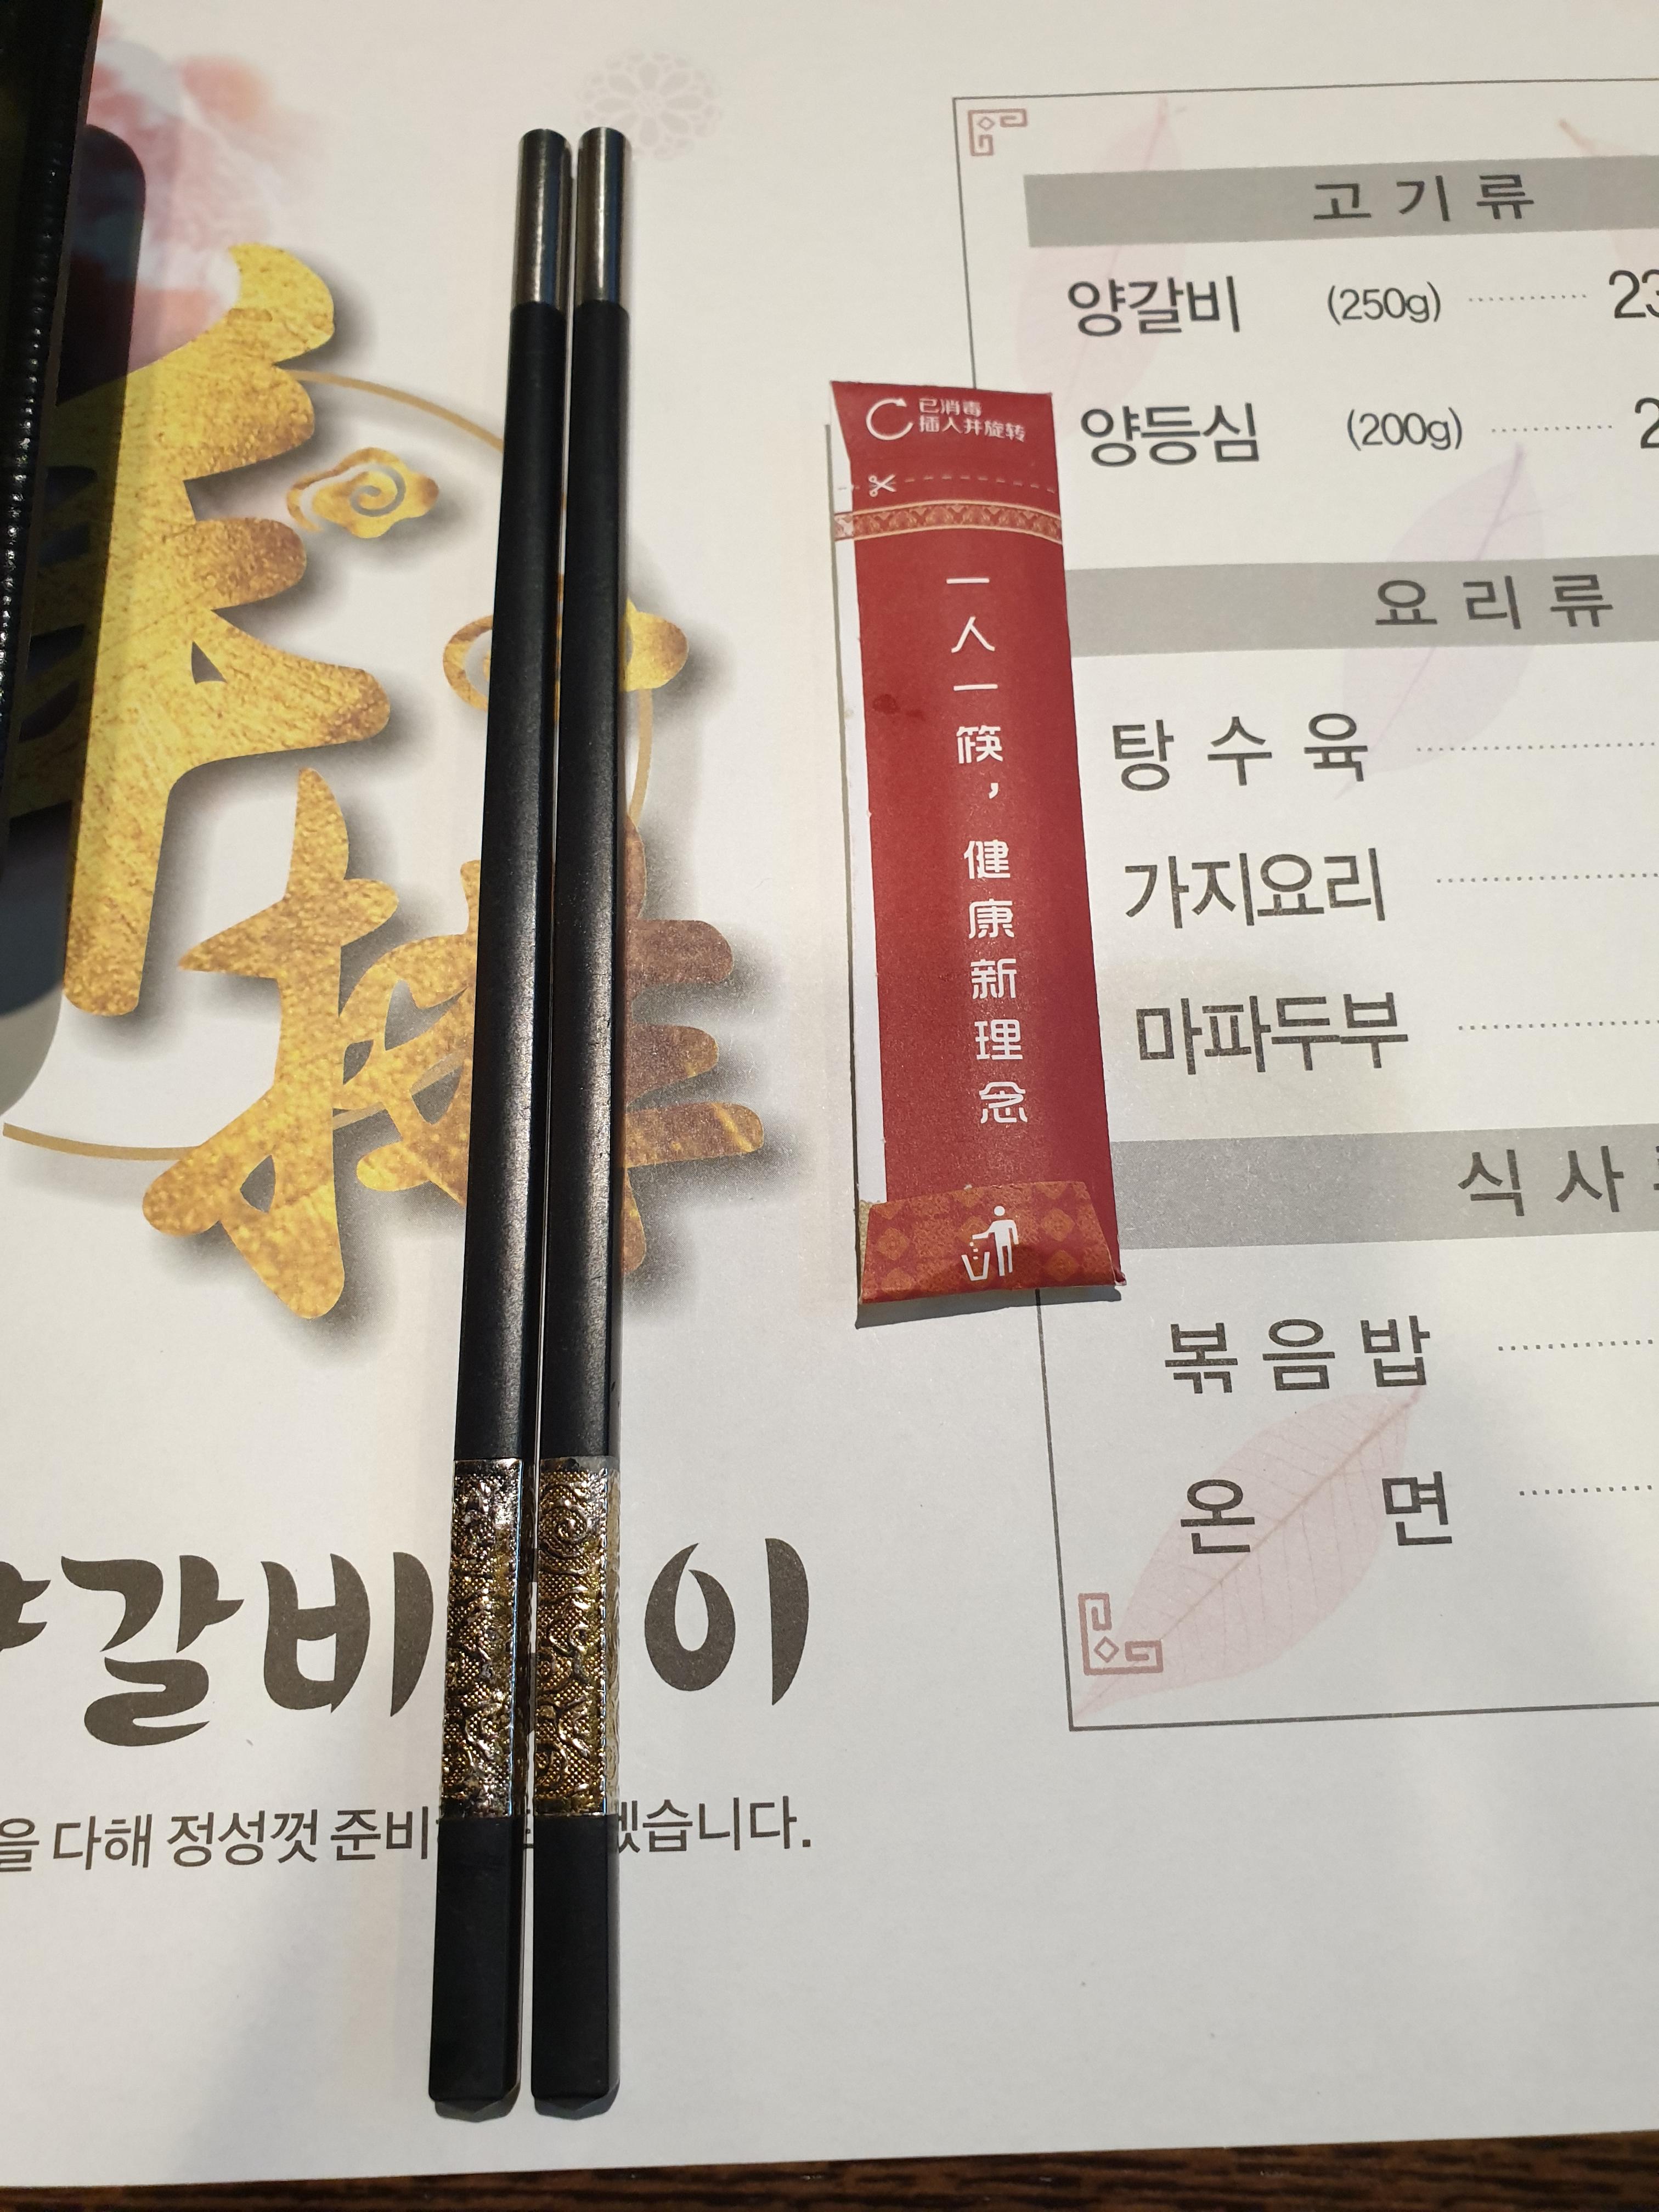 고기류
양갈비 (250g)
양등심 (200g)
요리류
탕수육
가지요리
마파두부
식사
볶음밥
온면
已消毒
插入并旋转
一人一筷，健康新理念
갈비 이
을 다해 정성껏 준비 습니다.